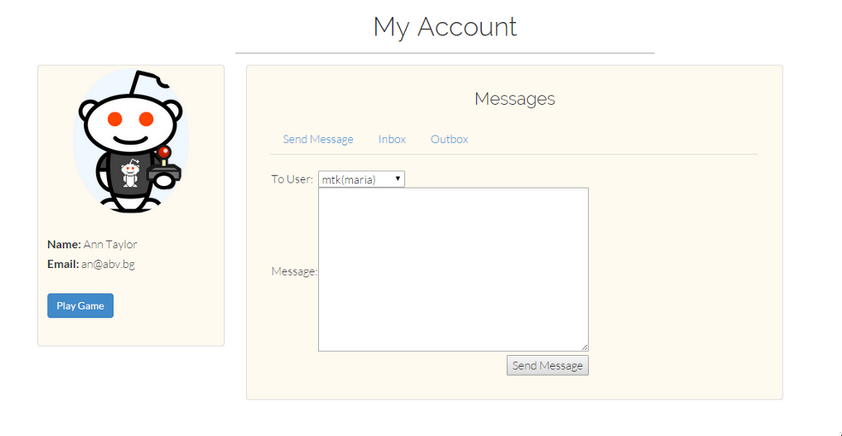 My Account
Name: Ann Taylor
Email: an@abv.bg
Play Game
Messages
Send Message Inbox Outbox
To User: mtk(maria)
Message:
Send Message